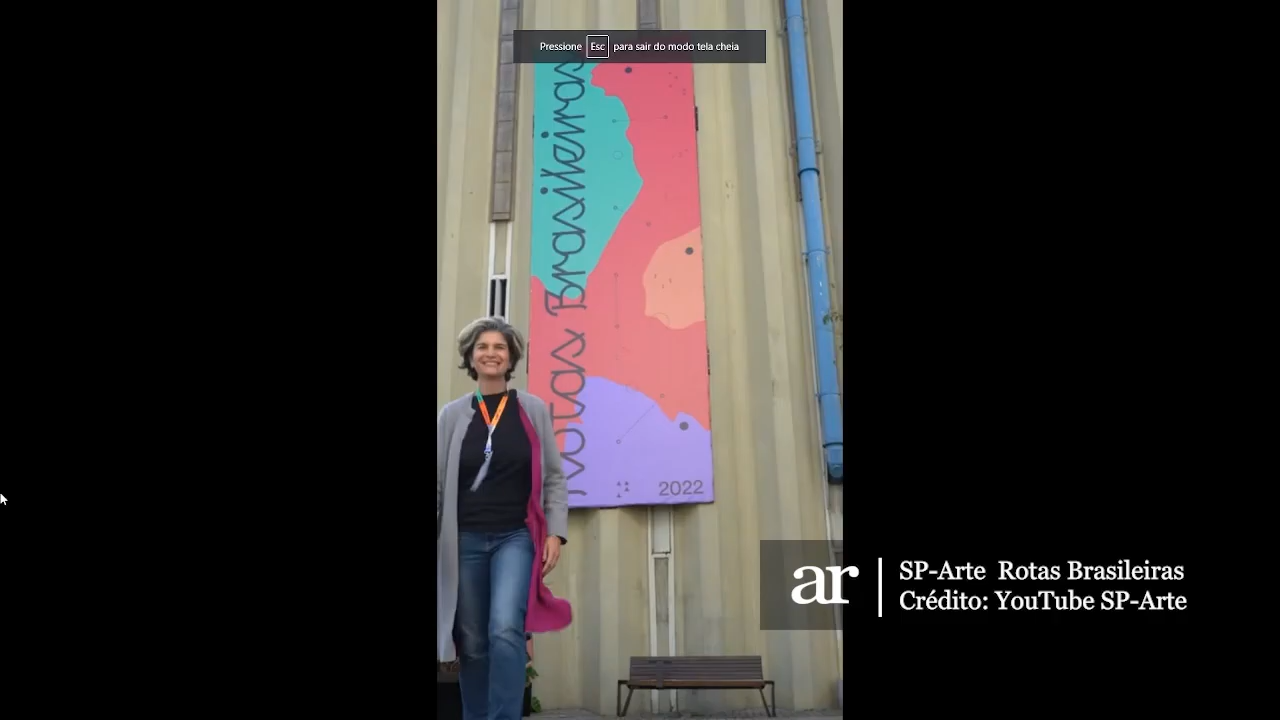 Pressione Esc para sair do modo tela cheia
Rotas Brasileiras
2022
ar
SP-Arte Rotas Brasileiras
Crédito: YouTube SP-Arte